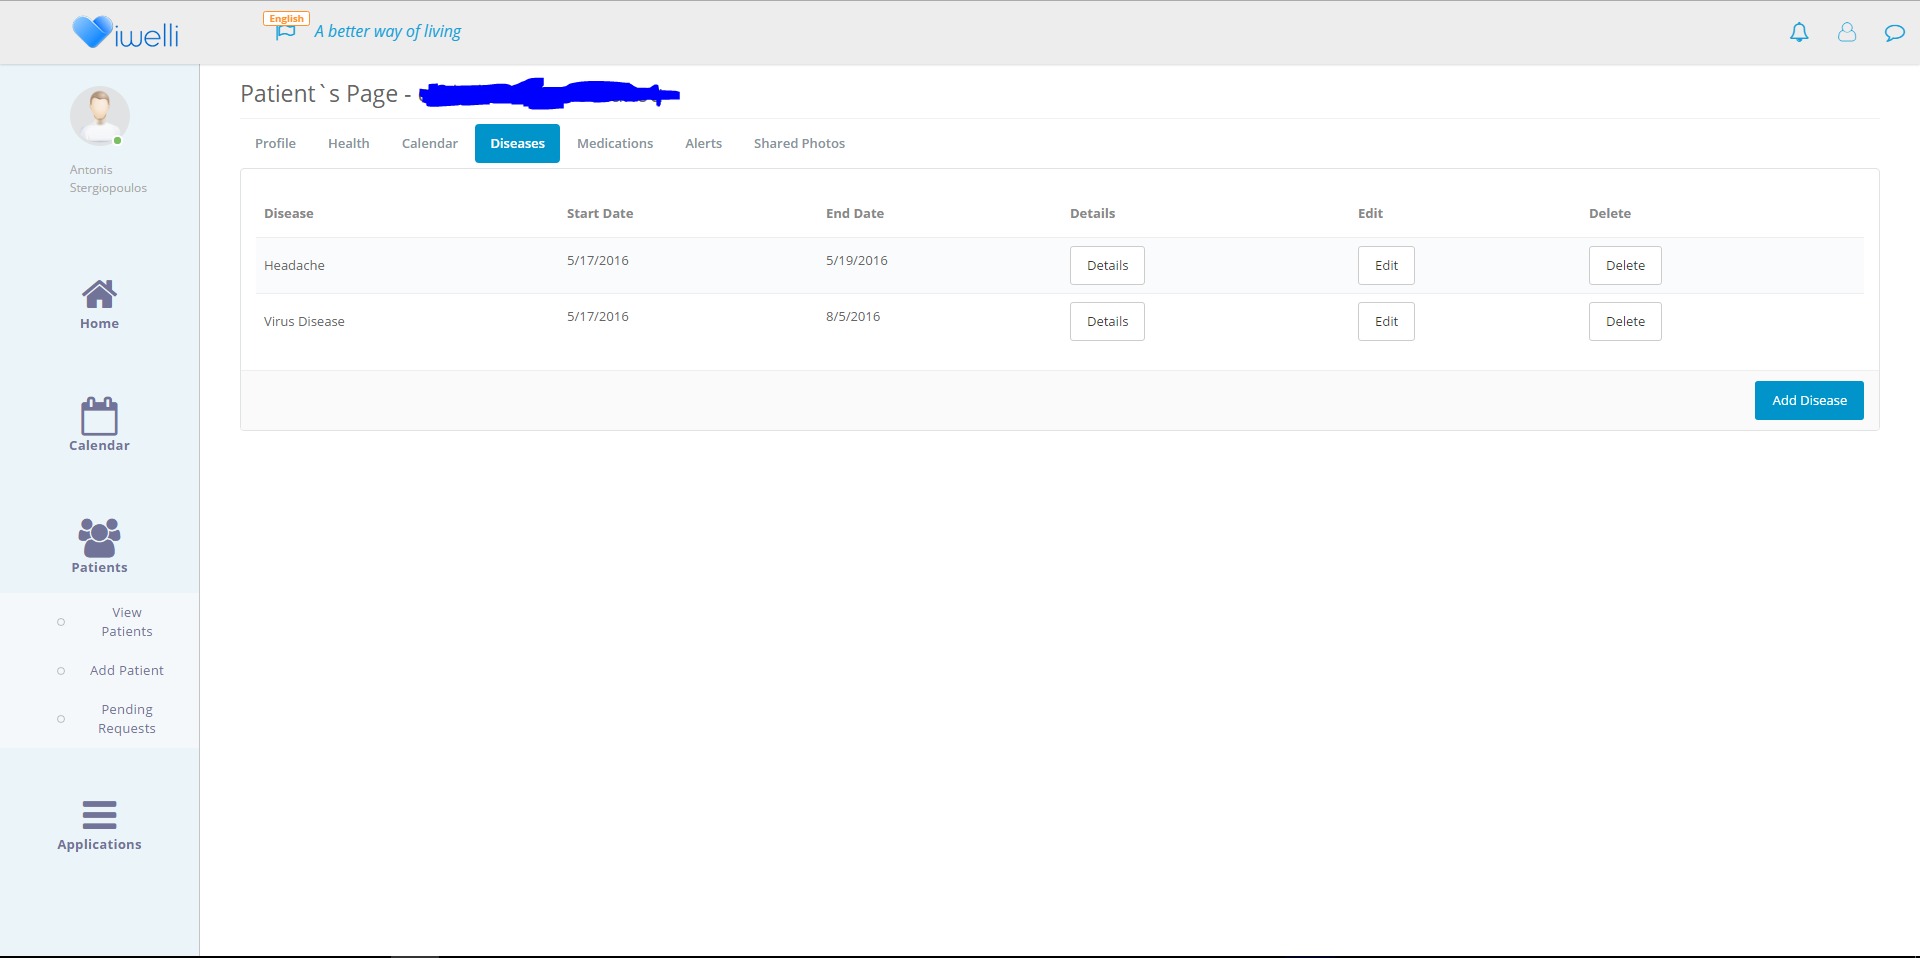 iwelli
English
A better way of living
Antonis
Stergiopoulos
Home
Calendar
Patients
View
Patients
Add Patient
Pending
Requests
Applications
Patient`s Page -
Profile Health Calendar Diseases Medications Alerts Shared Photos
Disease Start Date End Date Details Edit Delete
Headache 5/17/2016 5/19/2016 Details Edit Delete
Virus Disease 5/17/2016 8/5/2016 Details Edit Delete
Add Disease